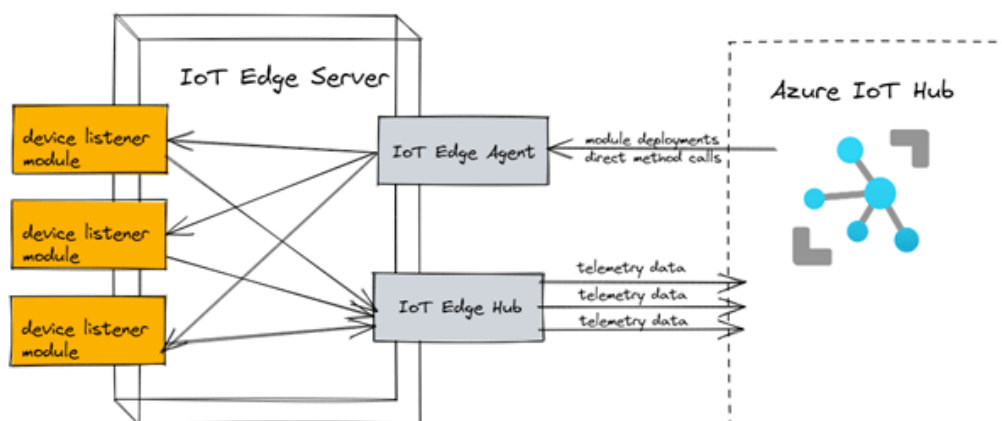 IoT Edge Server
Azure IoT Hub
device listener
module
IoT Edge Agent
module deployments
direct method calls
device listener
module
telemetry data
IoT Edge Hub
telemetry data
telemetry data
device listener
module